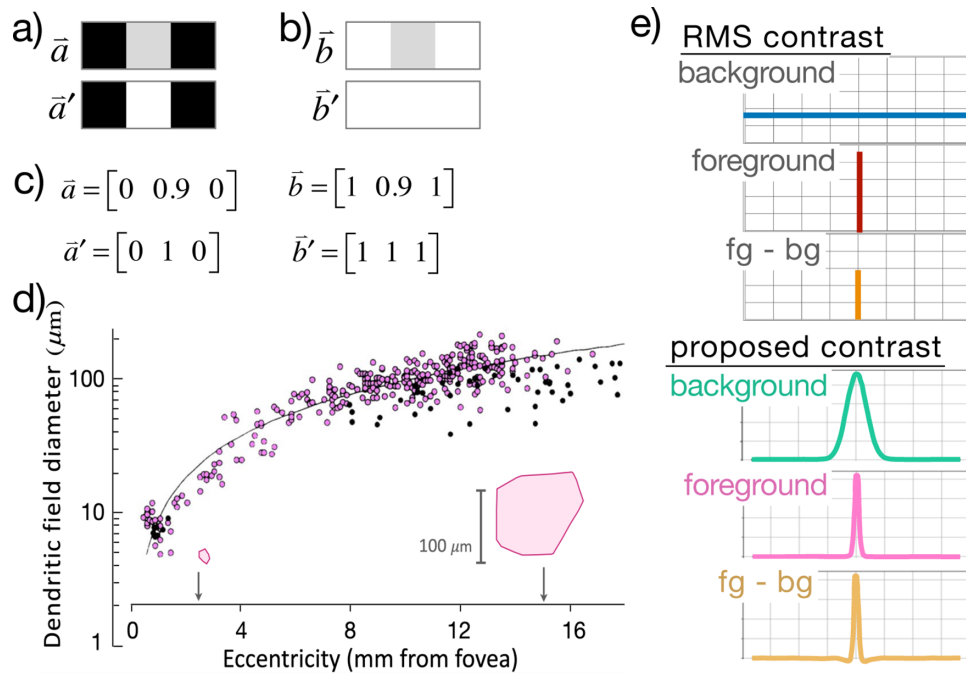 a)
a⃗
a⃗′
b)
b⃗
b⃗′
c)
a⃗ = [0 0.9 0]
b⃗ = [1 0.9 1]
a⃗′ = [0 1 0]
b⃗′ = [1 1 1]
d)
Dendritic field diameter (μm)
100
10
1
100 μm
0 4 8 12 16
Eccentricity (mm from fovea)
e)
RMS contrast
background
foreground
fg - bg
proposed contrast
background
foreground
fg - bg